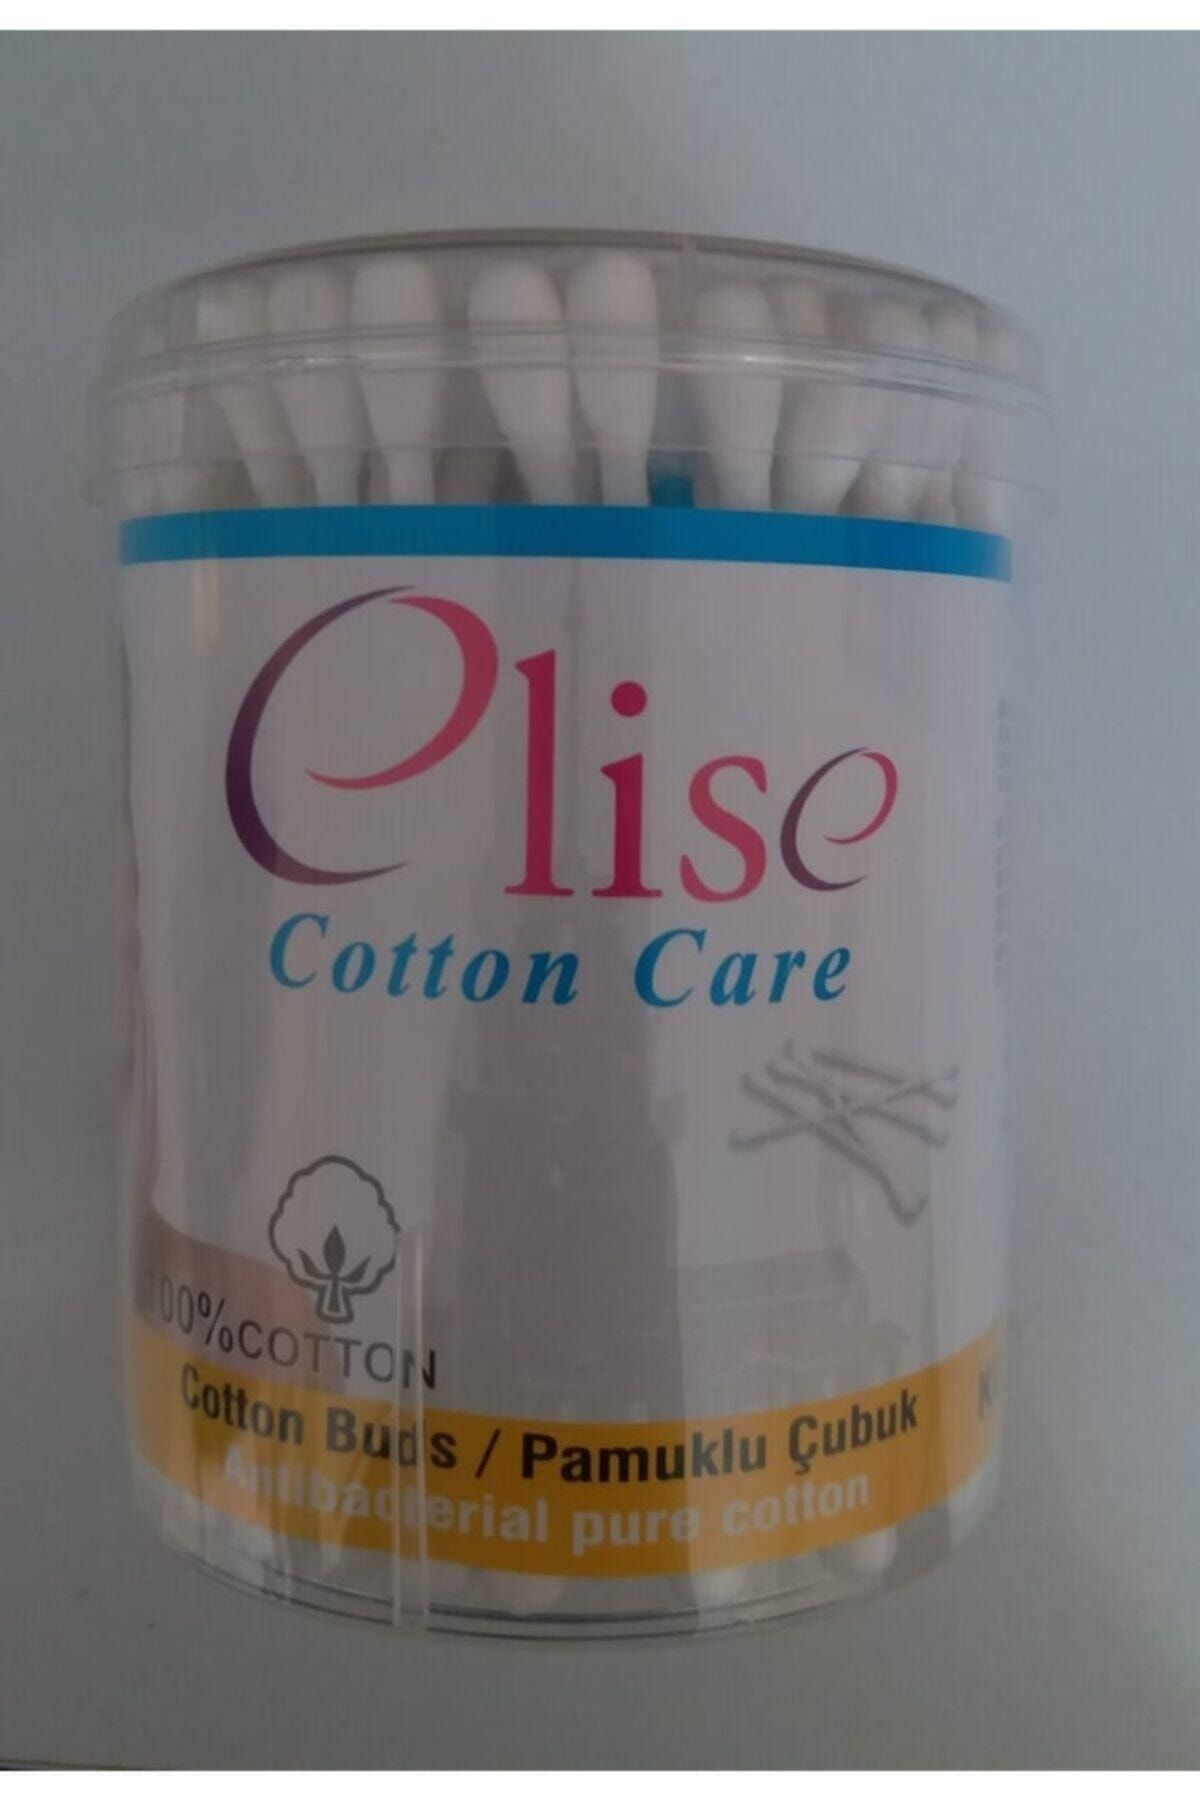 elise
Cotton Care
100%COTTON
Cotton Buds / Pamuklu Çubuk
Antibacterial pure cotton